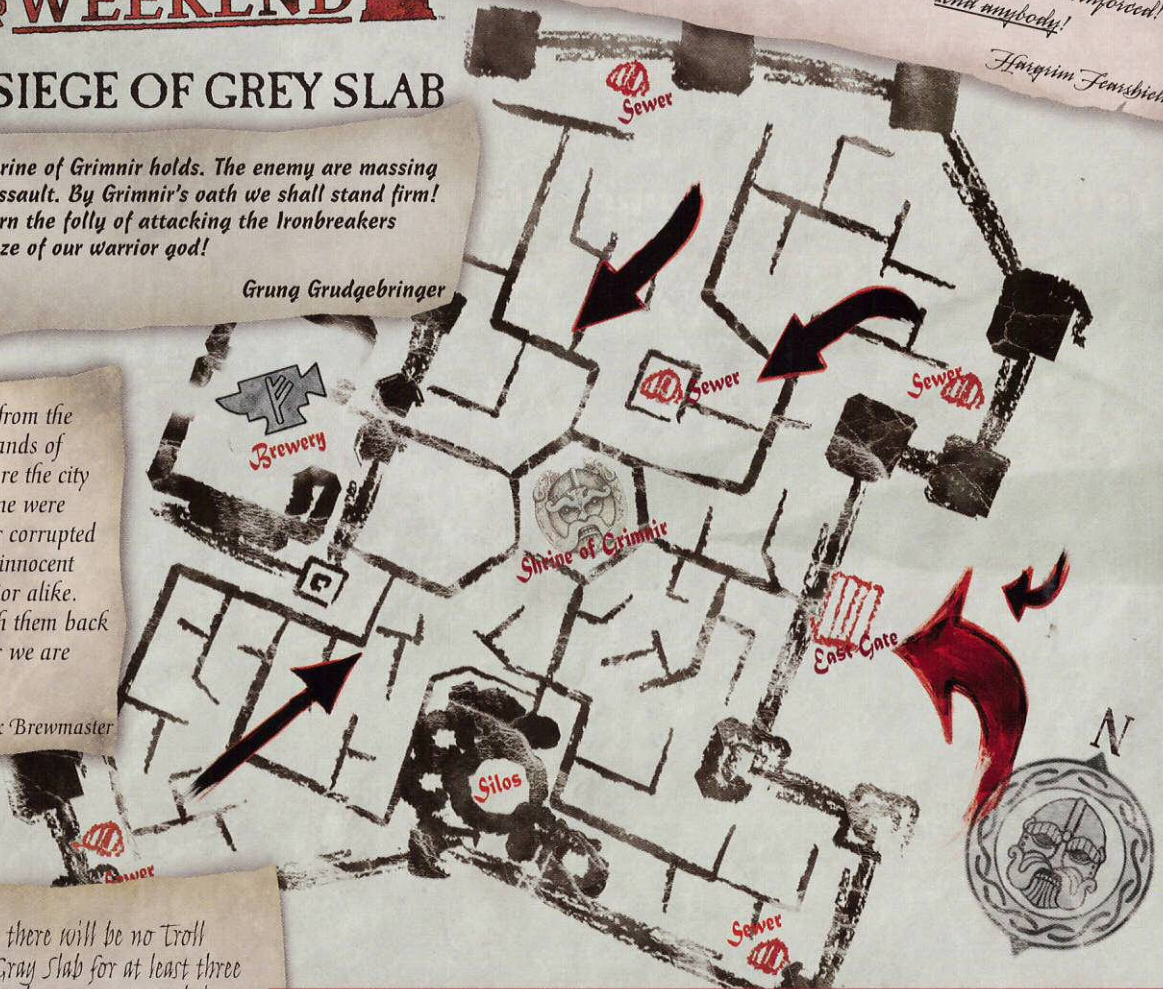 WEEKEND
SIEGE OF GREY SLAB
rine of Grimnir holds. The enemy are massing
ssault. By Grimnir's oath we shall stand firm!
rn the folly of attacking the Ironbreakers
ze of our warrior god!
Grung Grudgebringer
nforced!
end anybody!
Hargrim Fearshiel
Sewer
Sewer
Sewer
from the
ands of
re the city
ne were
r corrupted
innocent
or alike.
h them back
r we are
Brewmaster
Brewery
Shrine of Grimnir
East Gate
N
Silos
Sewer
Sewer
there will be no Troll
Gray Slab for at least three